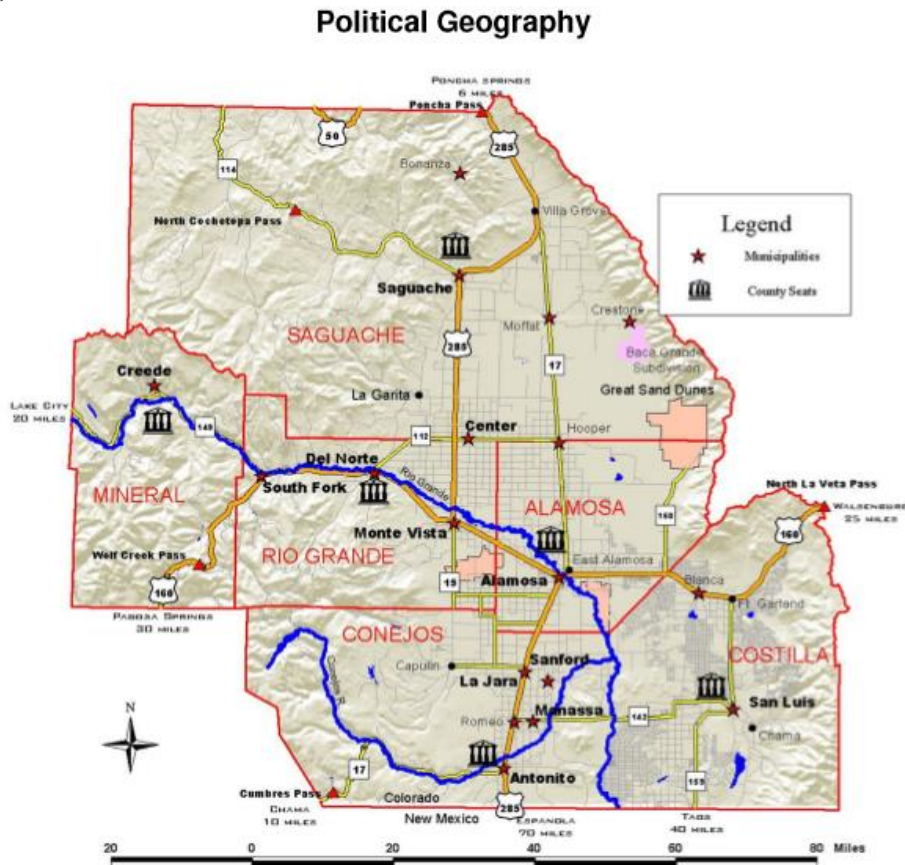 Political Geography
PONCHA SPRINGS
6 MILES
Poncha Pass
50
285
114
Bonanza
North Cochetopa Pass
Villa Grove
Legend
Municipalities
County Seats
Saguache
SAGUACHE
Moffat
Crestone
285
17
Baca Grande
Subdivision
Great Sand Dunes
Creede
La Garita
LAKE CITY
20 MILES
149
112
Center
Hooper
Del Norte
Rio Grande
South Fork
MINERAL
ALAMOSA
North La Veta Pass
WALSENBURG
25 MILES
Monte Vista
160
Wolf Creek Pass
RIO GRANDE
East Alamosa
15
Alamosa
Blanca
160
Ft. Garland
PAGOSA SPRINGS
30 MILES
CONEJOS
COSTILLA
Capulin
Sanford
La Jara
Conejos R.
Manassa
Romeo
142
San Luis
Chama
N
17
Antonito
159
Cumbres Pass
Colorado
New Mexico
285
CHAMA
10 MILES
ESPANOLA
70 MILES
TAOS
40 MILES
20
0
20
40
60
80
Miles